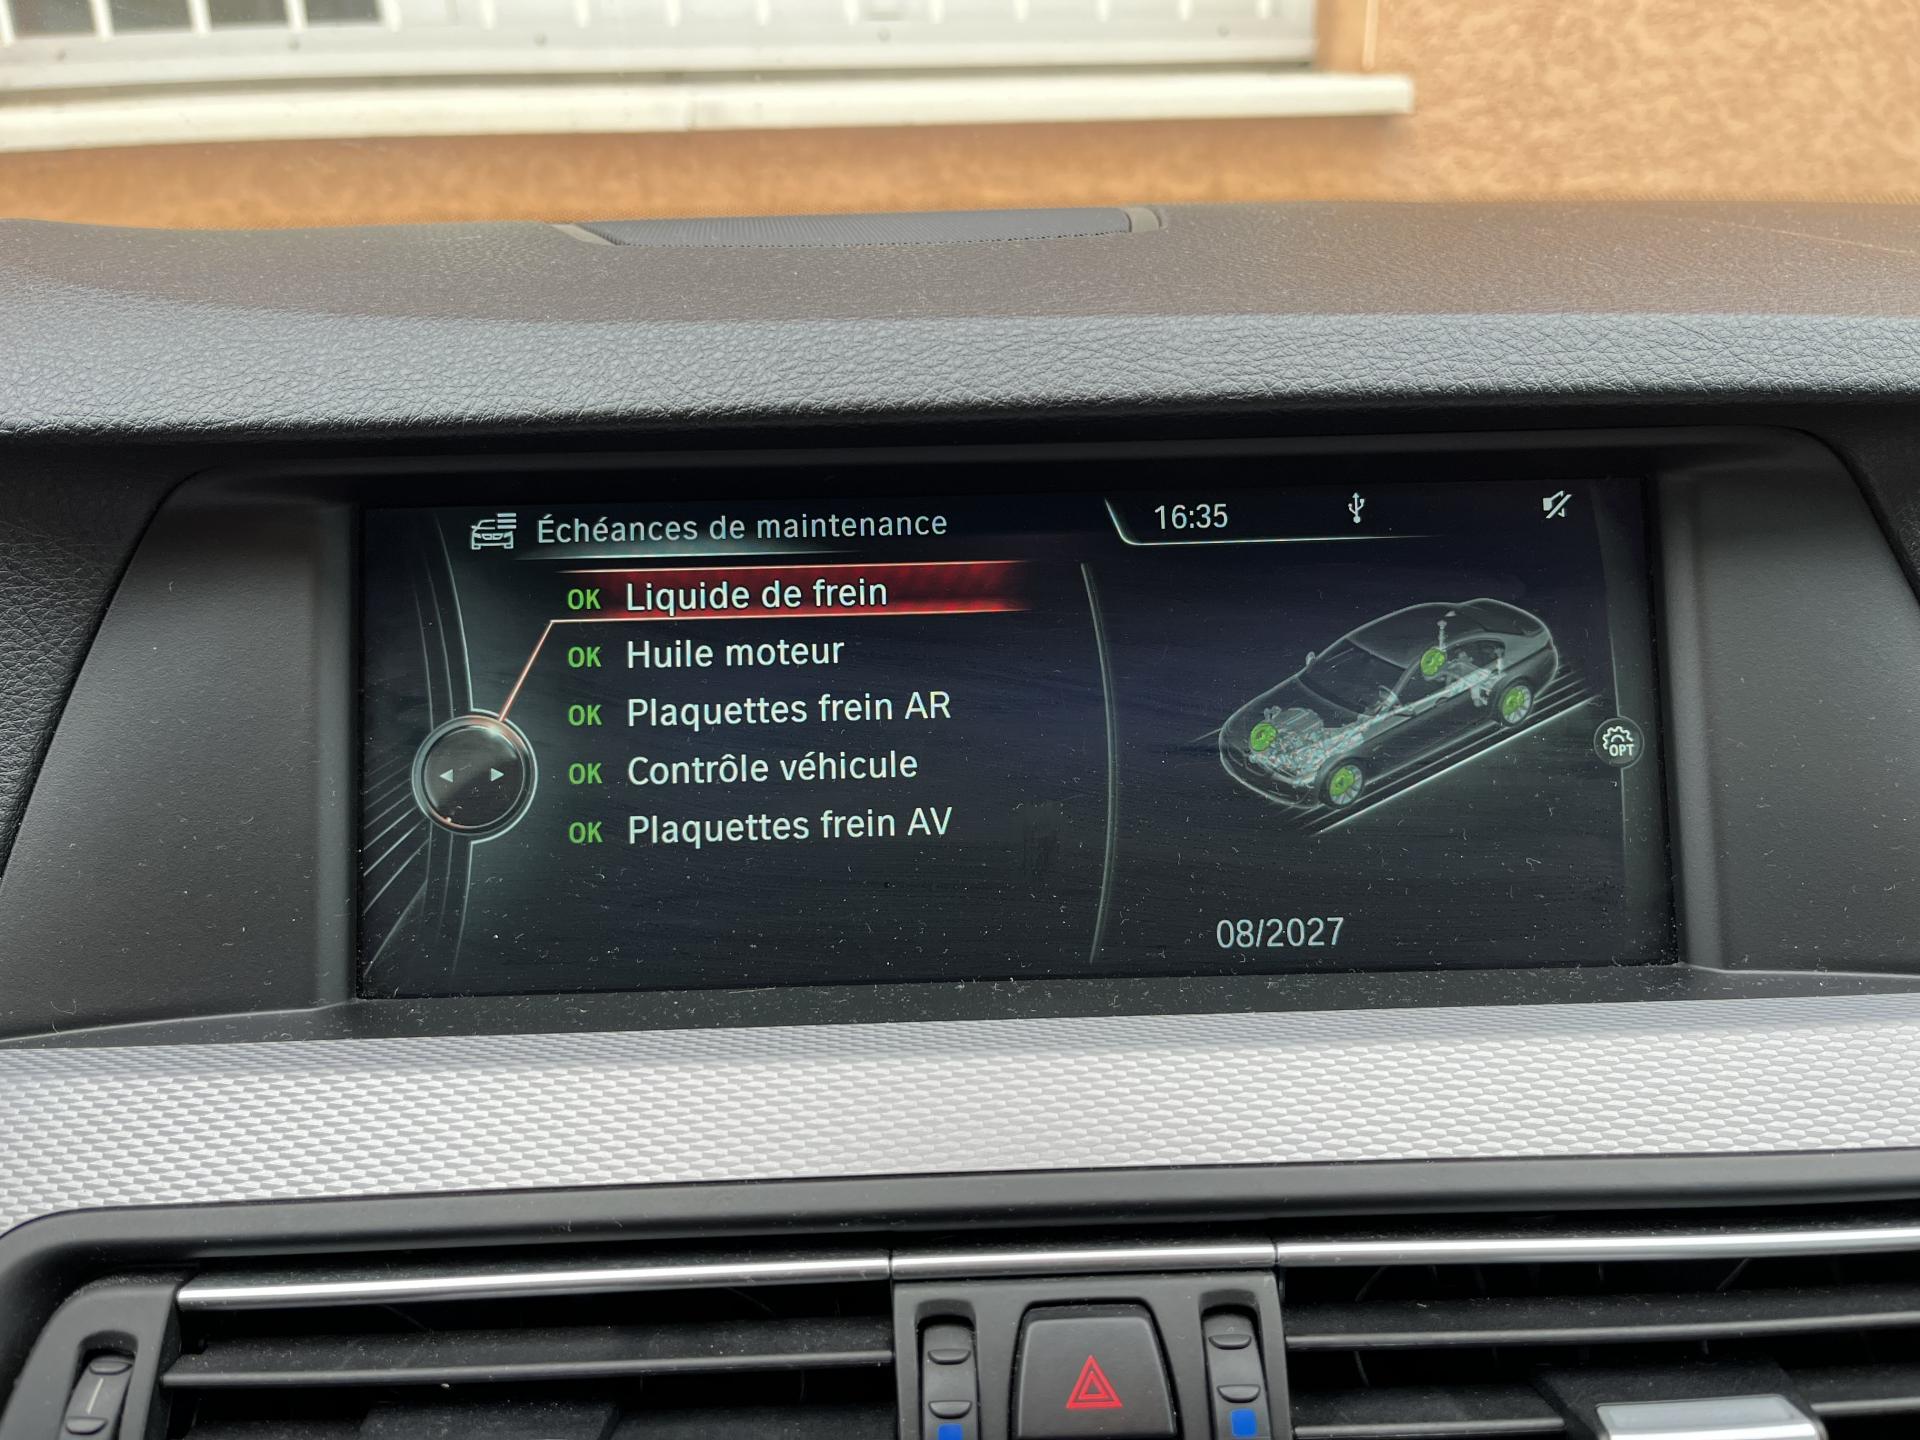 Échéances de maintenance
16:35
OK Liquide de frein
OK Huile moteur
OK Plaquettes frein AR
OK Contrôle véhicule
OK Plaquettes frein AV
OPT
08/2027